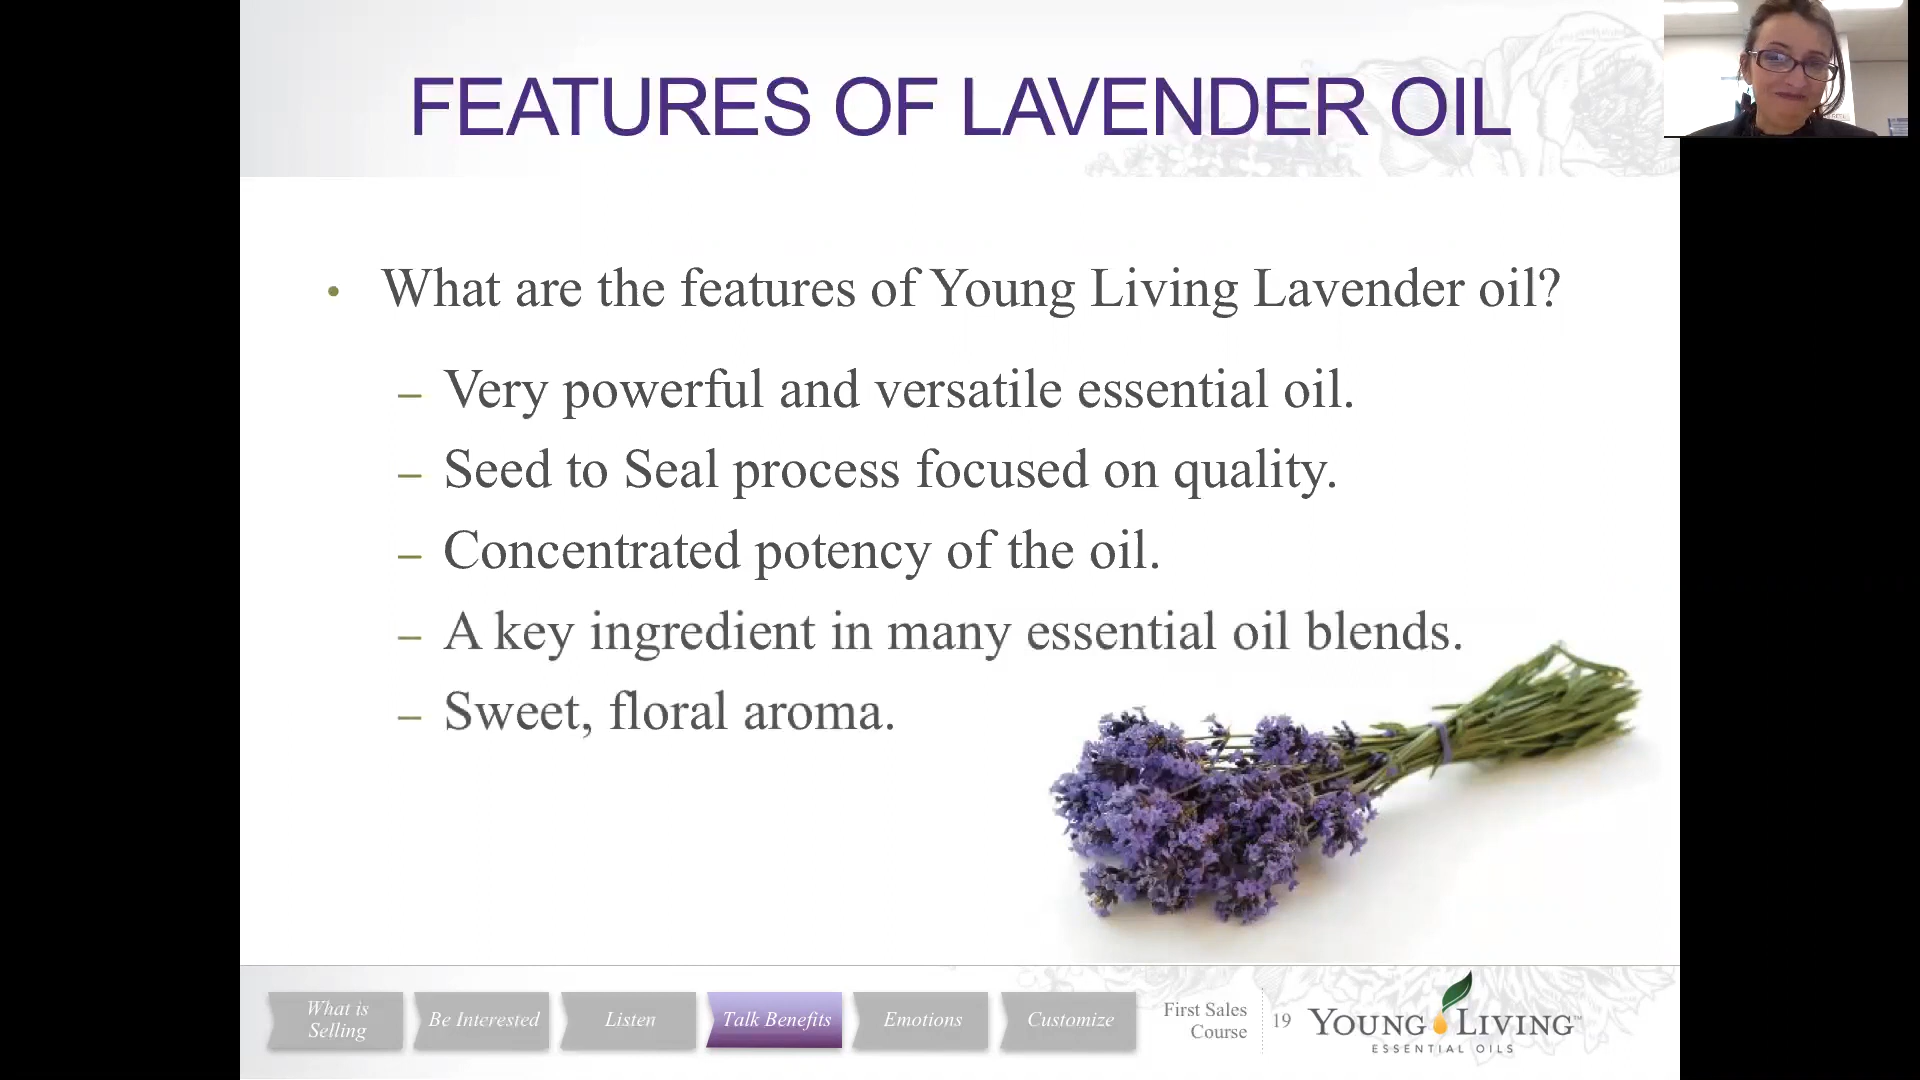 FEATURES OF LAVENDER OIL
• What are the features of Young Living Lavender oil?
– Very powerful and versatile essential oil.
– Seed to Seal process focused on quality.
– Concentrated potency of the oil.
– A key ingredient in many essential oil blends.
– Sweet, floral aroma.
What is
Selling
Be Interested
Listen
Talk Benefits
Emotions
Customize
First Sales
Course
19
YOUNG LIVING™
ESSENTIAL OILS